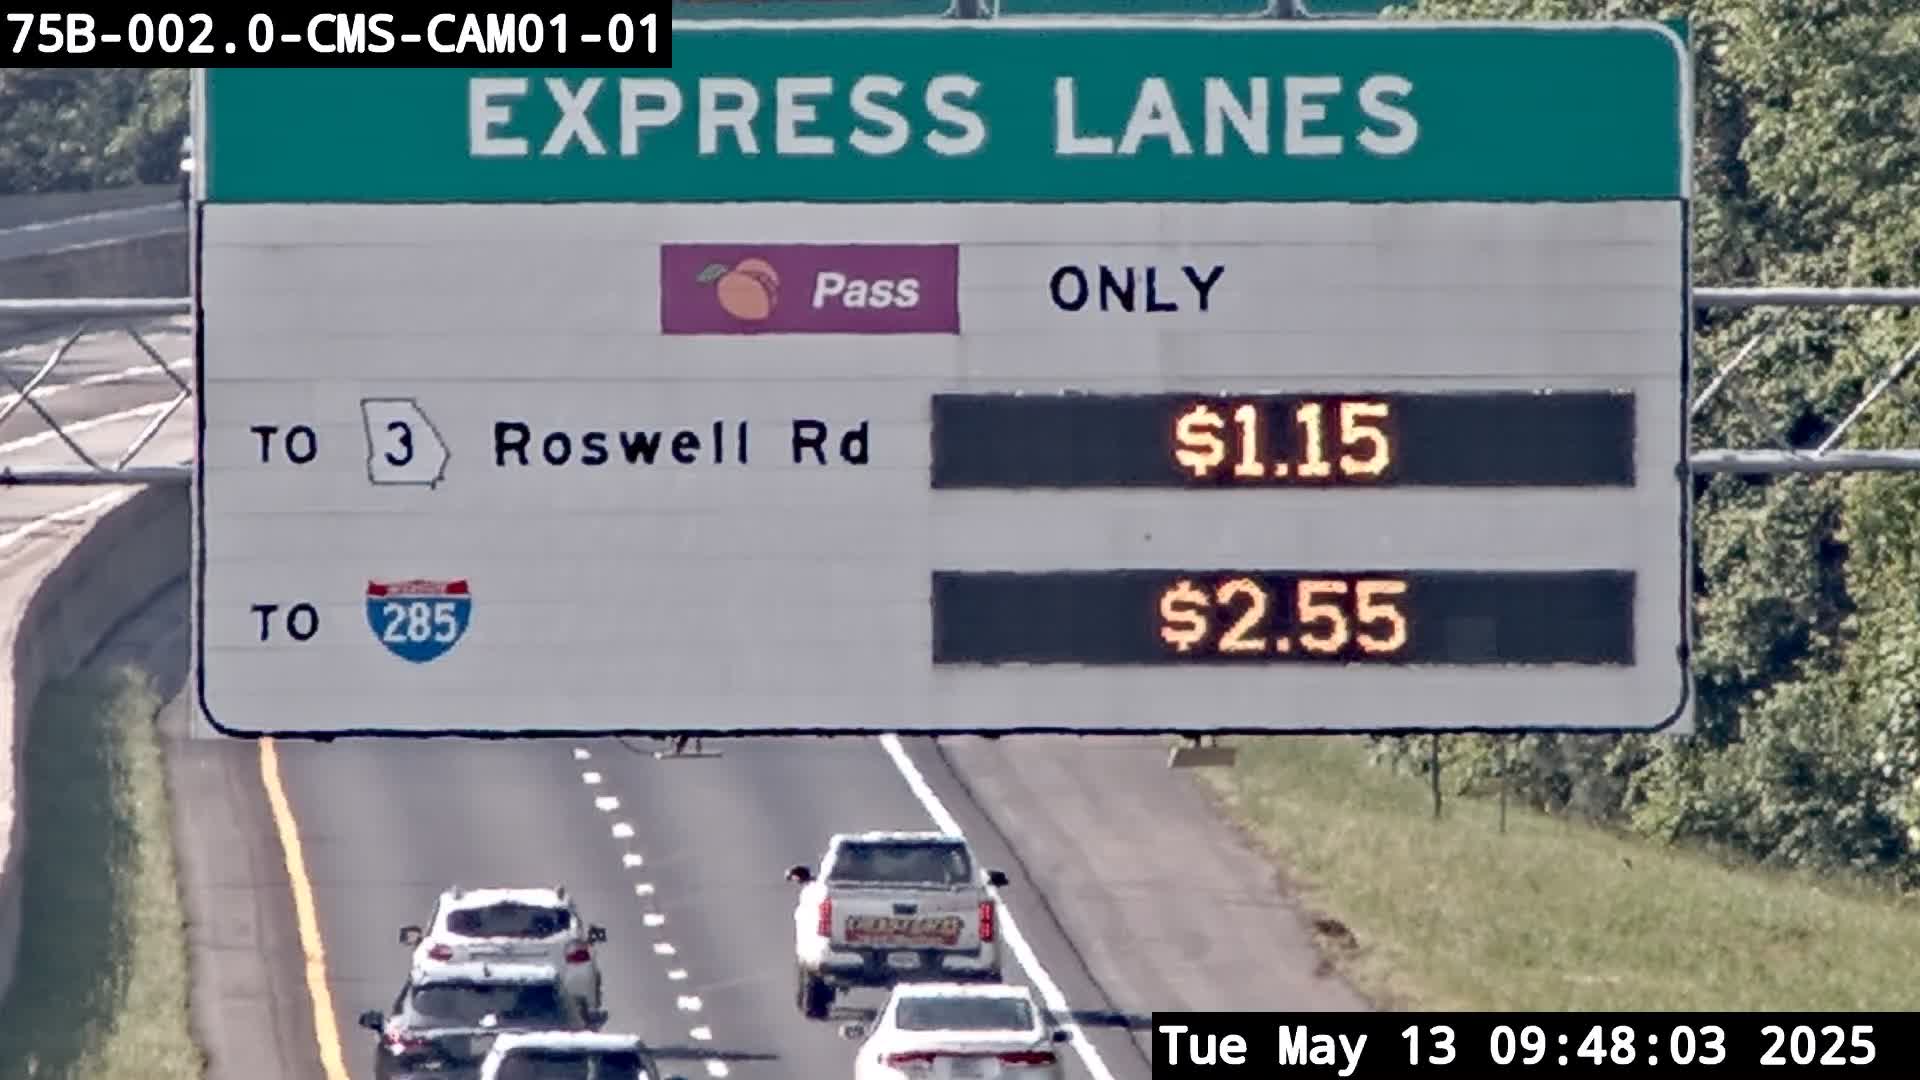 75B-002.0-CMS-CAM01-01
EXPRESS LANES
Pass ONLY
TO 3 Roswell Rd $1.15
TO 285 $2.55
Tue May 13 09:48:03 2025